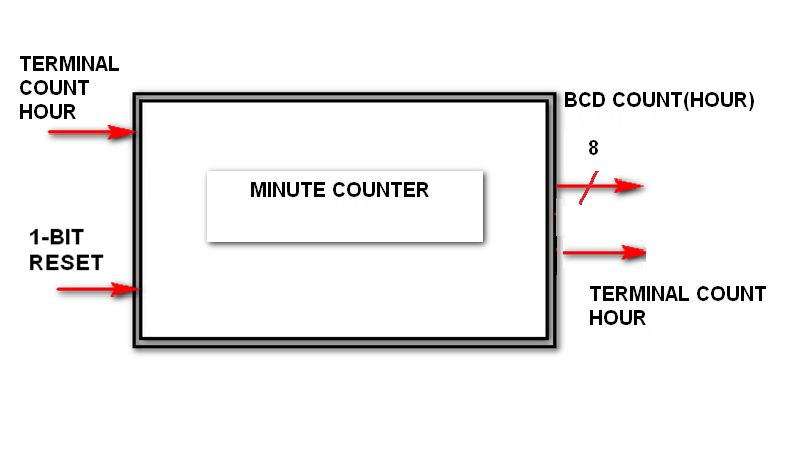 TERMINAL
COUNT
HOUR
BCD COUNT(HOUR)
8
MINUTE COUNTER
1-BIT
RESET
TERMINAL COUNT
HOUR